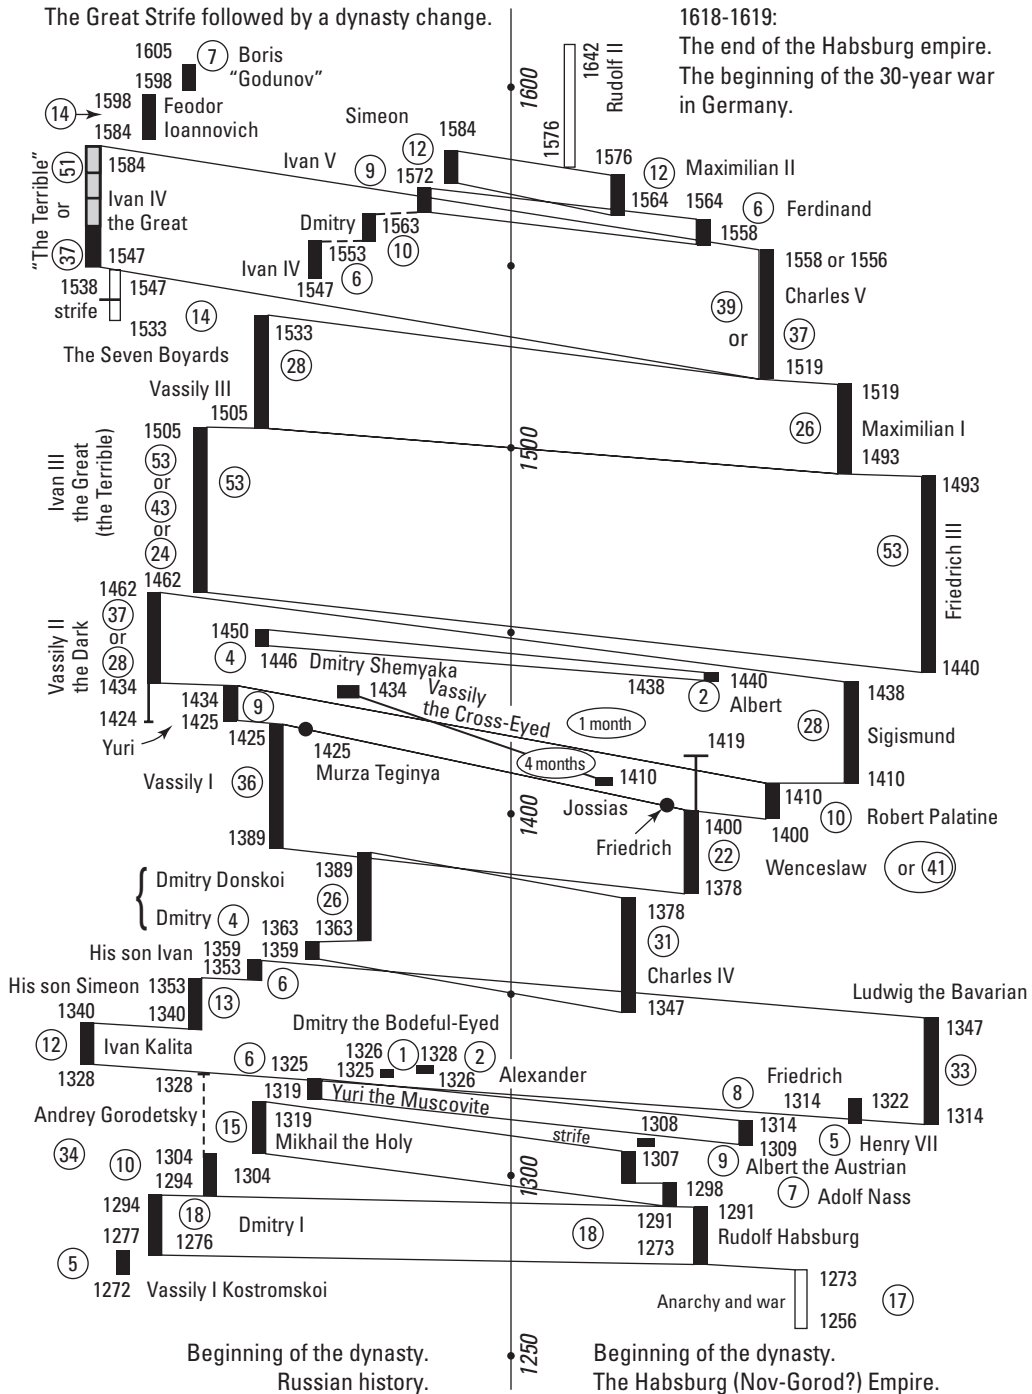 The Great Strife followed by a dynasty change.
1618-1619:
The end of the Habsburg empire.
The beginning of the 30-year war
in Germany.
1605
7
Boris
"Godunov"
1598
1598
14
Feodor
Ioannovich
1584
1600
1642
Rudolf II
1576
Simeon
1584
12
Ivan V
9
1572
1576
12
Maximilian II
1564
1564
6
Ferdinand
1558
"The Terrible"
or
51
37
1584
Ivan IV
the Great
1547
Dmitry
1563
10
1553
Ivan IV
6
1547
1538
1547
strife
1533
14
The Seven Boyards
1558 or 1556
Charles V
39
or
37
1519
1533
28
Vassily III
1505
1519
26
Maximilian I
1493
1500
Ivan III
the Great
(the Terrible)
1505
53
or
43
or
24
53
1462
1462
1493
53
Friedrich III
1440
Vassily II
the Dark
37
or
28
1434
1424
1450
4
1446
Dmitry Shemyaka
1438
1440
2
Albert
1438
28
Sigismund
1410
1434
Vassily
the Cross-Eyed
1 month
1434
9
1425
Yuri
1425
1425
Murza Teginya
4 months
1410
Jossias
1419
1410
10
Robert Palatine
1400
Vassily I
36
1389
1400
Friedrich
1400
22
1378
Wenceslaw
or 41
Dmitry Donskoi
1389
26
Dmitry
4
1363
1363
1378
31
Charles IV
1347
His son Ivan
1359
1359
1353
6
His son Simeon
1353
13
1340
1340
12
Ivan Kalita
1328
1328
Ludwig the Bavarian
1347
33
1314
Dmitry the Bodeful-Eyed
1326
1
1328
2
1325
1326
Alexander
6
1325
1319
Yuri the Muscovite
8
Friedrich
1314
1322
5
Henry VII
Andrey Gorodetsky
15
1319
Mikhail the Holy
strife
1308
1307
1314
1309
9
Albert the Austrian
34
10
1304
1294
1304
1300
1298
7
Adolf Nass
1291
1294
18
Dmitry I
1277
1276
18
1291
1273
Rudolf Habsburg
5
1272
Vassily I Kostromskoi
1273
Anarchy and war
17
1256
1250
Beginning of the dynasty.
Russian history.
Beginning of the dynasty.
The Habsburg (Nov-Gorod?) Empire.